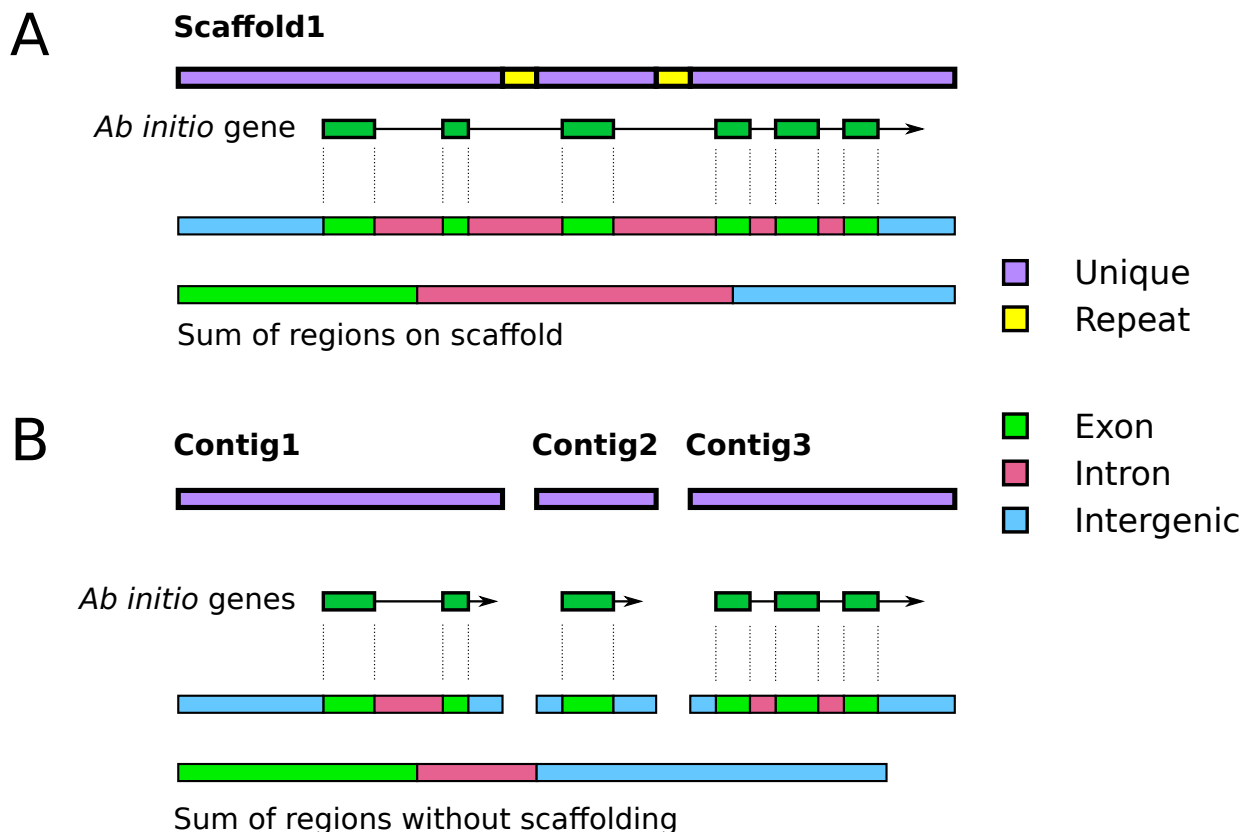 A
Scaffold1
Ab initio gene
Sum of regions on scaffold
Unique
Repeat
Exon
Intron
Intergenic
B
Contig1 Contig2 Contig3
Ab initio genes
Sum of regions without scaffolding